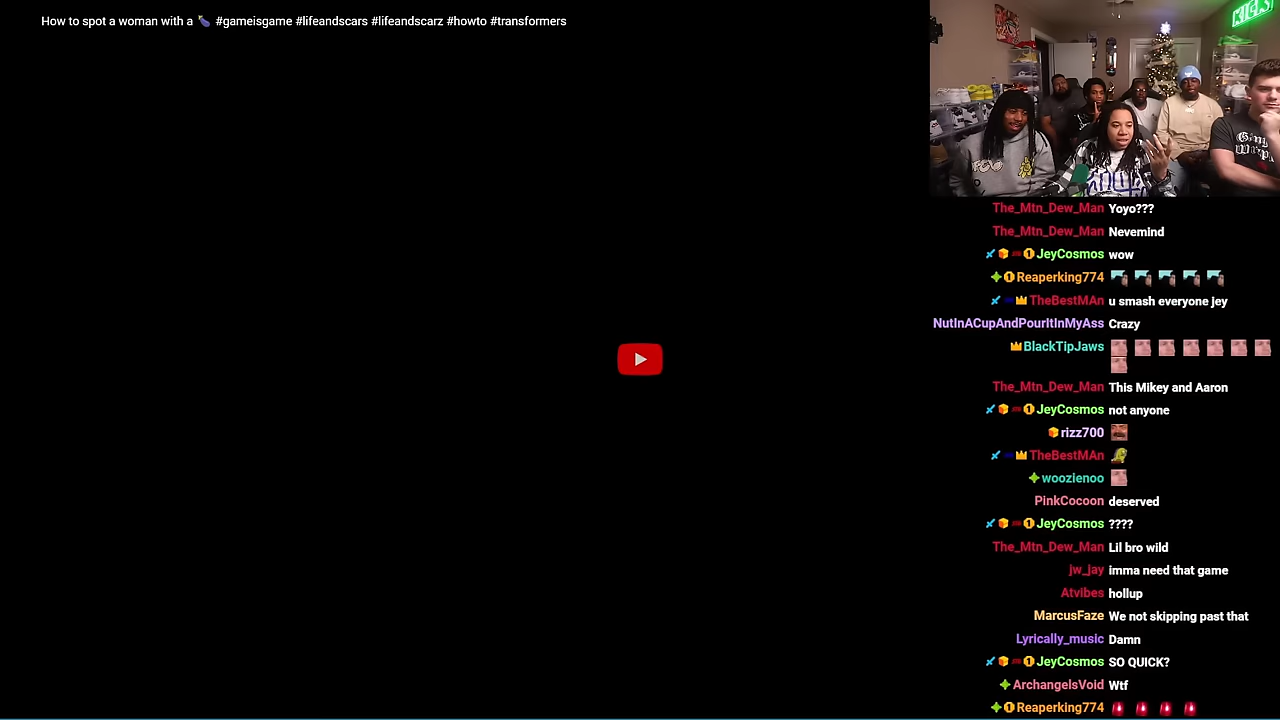 How to spot a woman with a 🍆 #gameisgame #lifeandscars #lifeandscarz #howto #transformers
KICKS
The_Mtn_Dew_Man Yoyo???
The_Mtn_Dew_Man Nevemind
JeyCosmos wow
Reaperking774
TheBestMAn u smash everyone jey
NutInACupAndPourItInMyAss Crazy
BlackTipJaws
The_Mtn_Dew_Man This Mikey and Aaron
JeyCosmos not anyone
rizz700
TheBestMAn
woozienoo
PinkCocoon deserved
JeyCosmos ????
The_Mtn_Dew_Man Lil bro wild
jw_jay imma need that game
Atvibes hollup
MarcusFaze We not skipping past that
Lyrically_music Damn
JeyCosmos SO QUICK?
ArchangelsVoid Wtf
Reaperking774